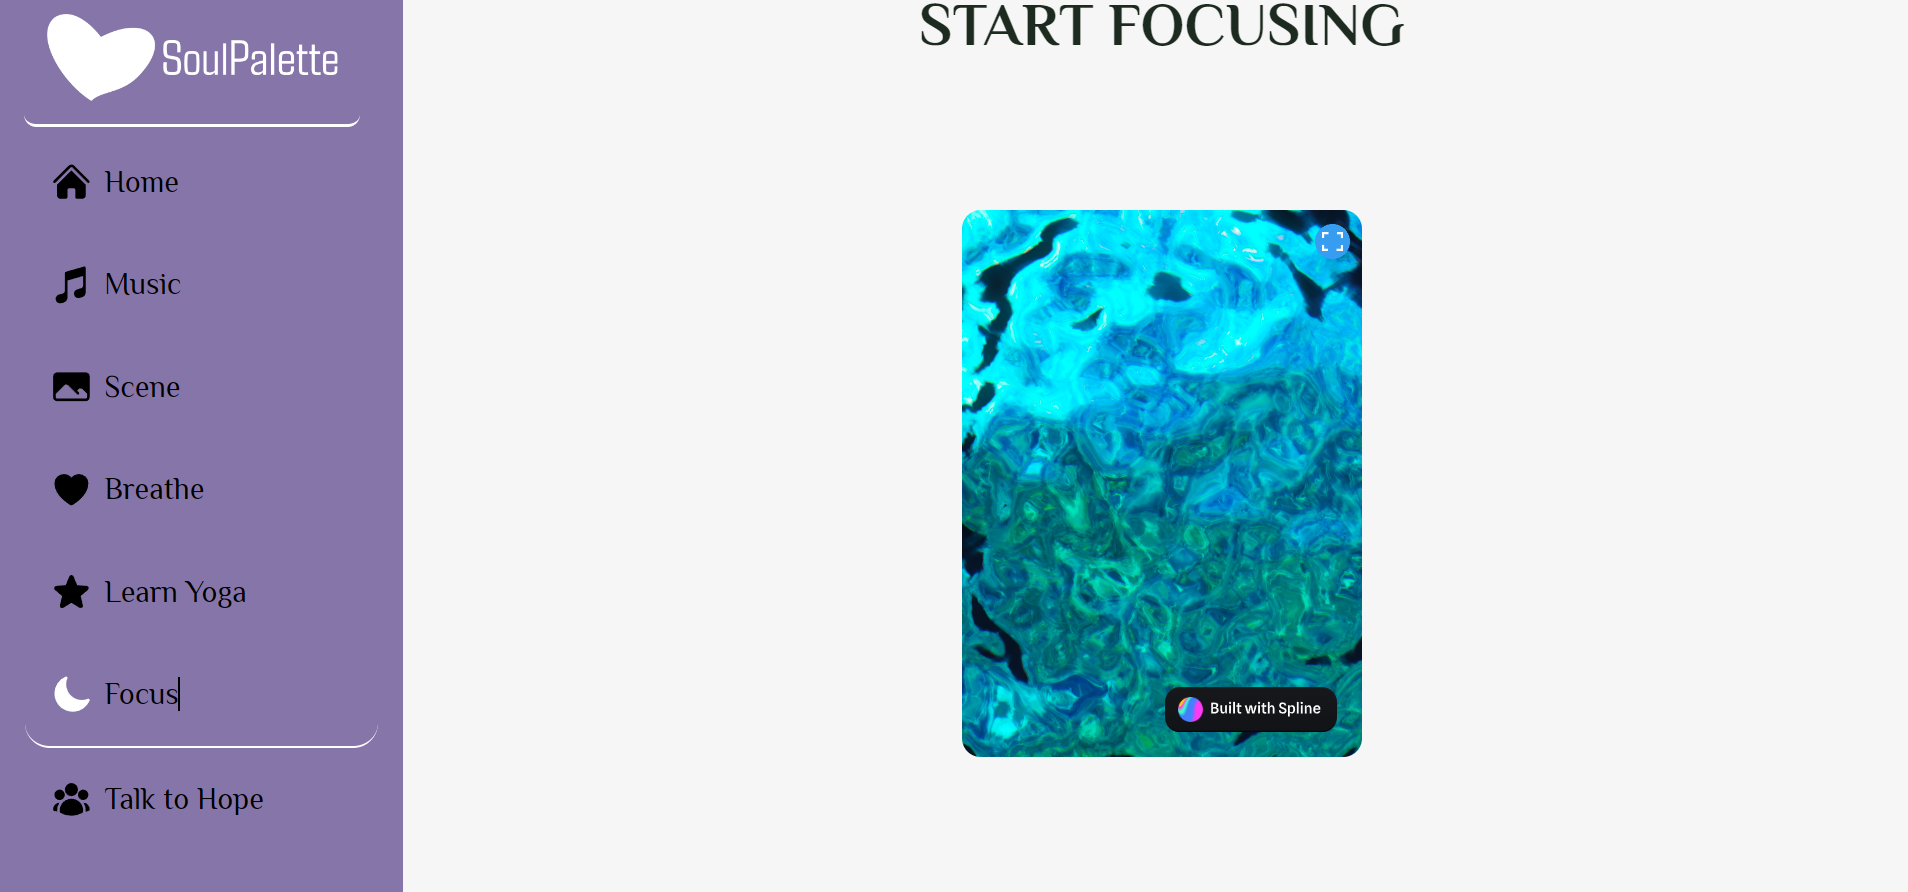 SoulPalette
Home
Music
Scene
Breathe
Learn Yoga
Focus
Talk to Hope
START FOCUSING
Built with Spline